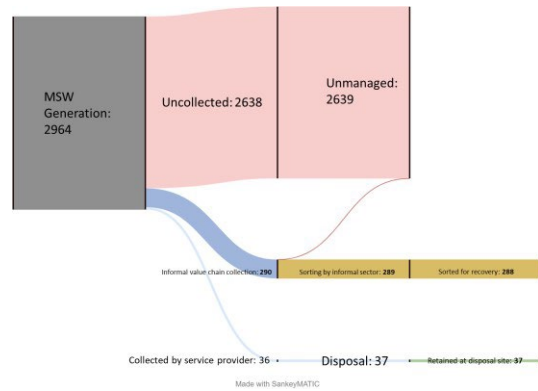 MSW
Generation:
2964
Uncollected: 2638
Unmanaged:
2639
Informal value chain collection: 290
Sorting by informal sector: 289
Sorted for recovery: 288
Collected by service provider: 36
Disposal: 37
Retained at disposal site: 37
Made with SankeyMATIC